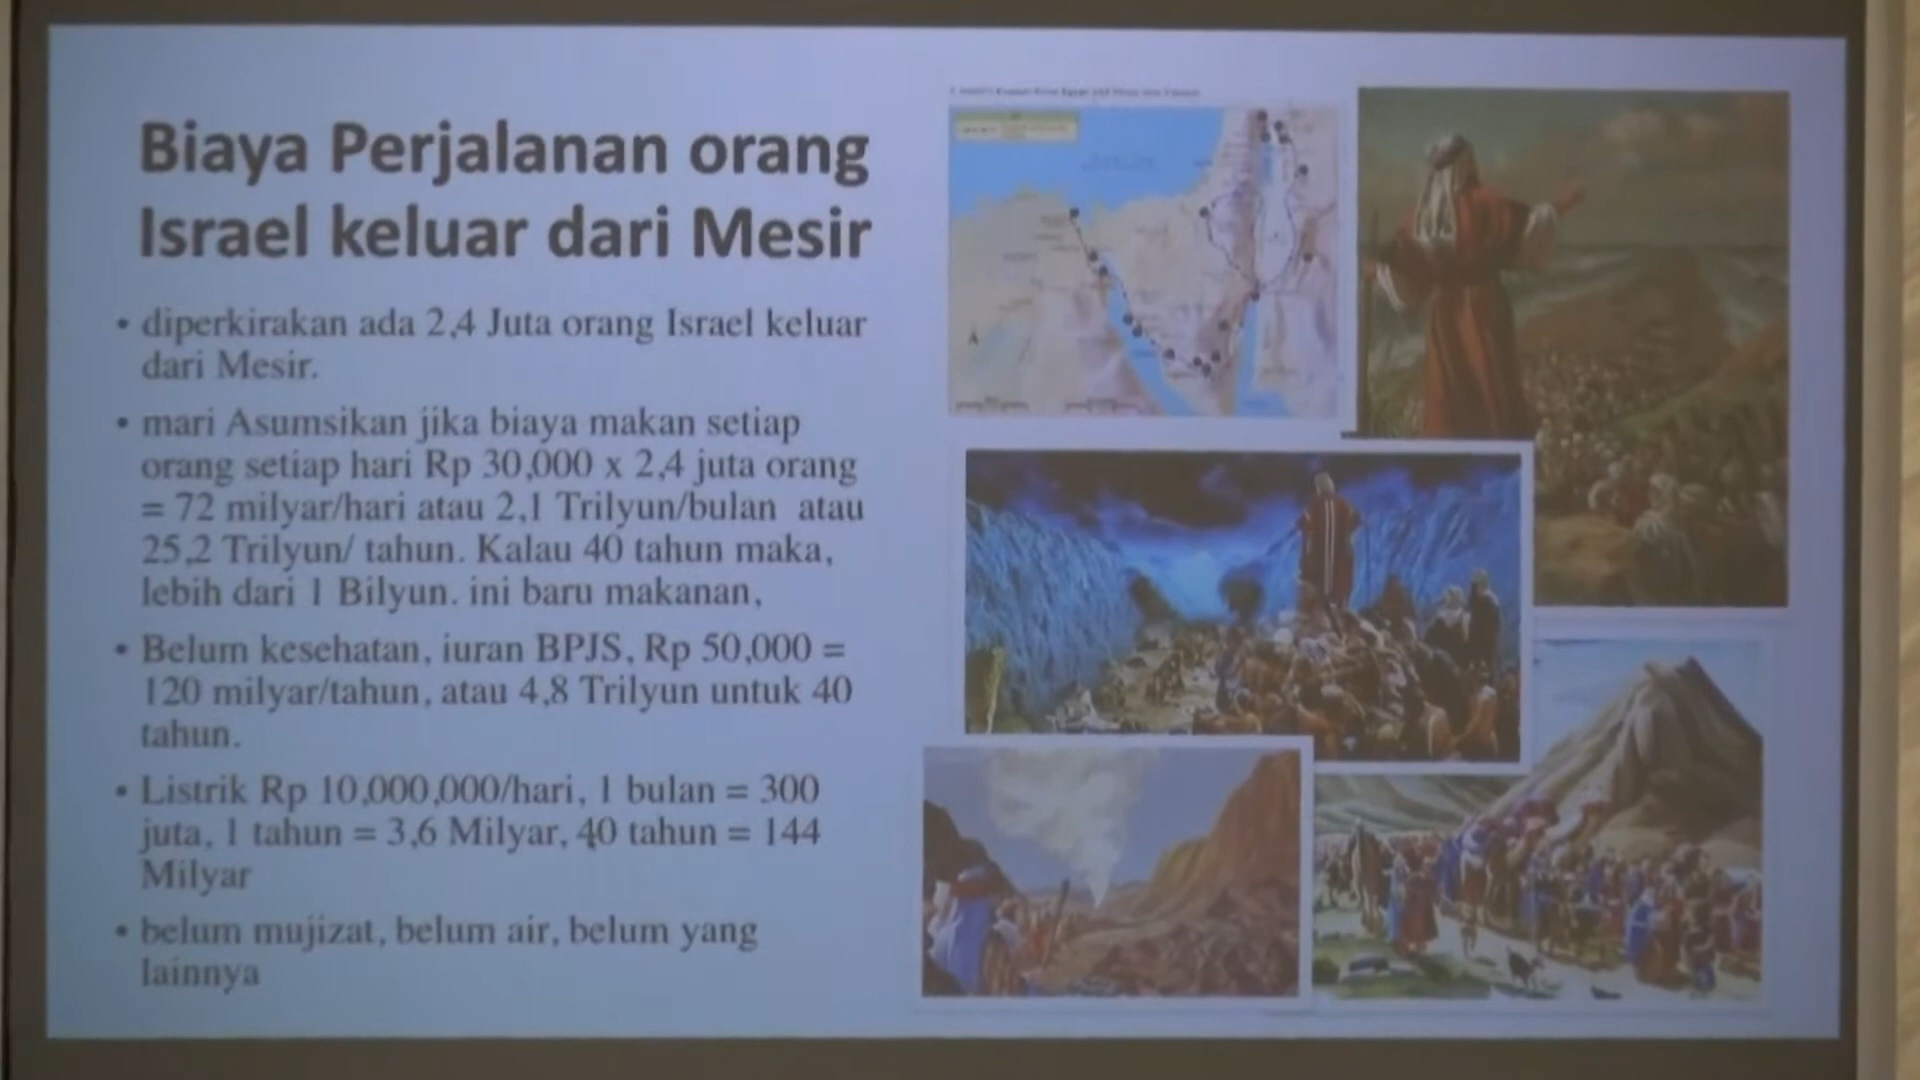 Biaya Perjalanan orang
Israel keluar dari Mesir
• diperkirakan ada 2,4 Juta orang Israel keluar
dari Mesir.
• mari Asumsikan jika biaya makan setiap
orang setiap hari Rp 30,000 x 2,4 juta orang
= 72 milyar/hari atau 2,1 Trilyun/bulan atau
25,2 Trilyun/ tahun. Kalau 40 tahun maka,
lebih dari 1 Bilyun. ini baru makanan,
• Belum kesehatan, iuran BPJS, Rp 50,000 =
120 milyar/tahun, atau 4,8 Trilyun untuk 40
tahun.
• Listrik Rp 10,000,000/hari, 1 bulan = 300
juta, 1 tahun = 3,6 Milyar, 40 tahun = 144
Milyar
• belum mujizat, belum air, belum yang
lainnya